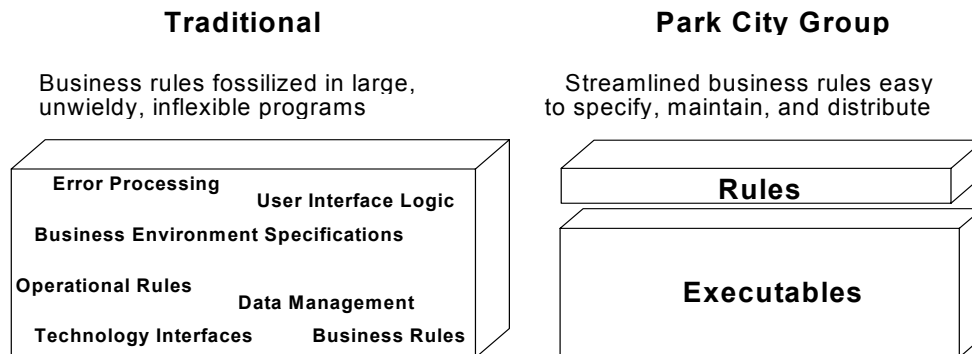 Traditional
Business rules fossilized in large,
unwieldy, inflexible programs
Error Processing
User Interface Logic
Business Environment Specifications
Operational Rules
Data Management
Technology Interfaces
Business Rules
Park City Group
Streamlined business rules easy
to specify, maintain, and distribute
Rules
Executables